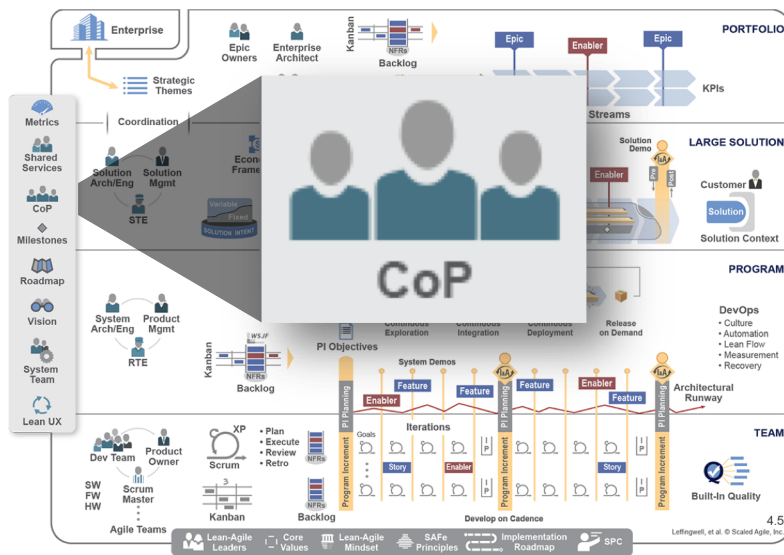 Enterprise
Epic
Owners
Enterprise
Architect
Kanban
NFRs
Backlog
Epic
Enabler
Epic
PORTFOLIO
Strategic
Themes
KPIs
Streams
Coordination
Metrics
Shared
Services
CoP
Milestones
Roadmap
Vision
System
Team
Lean UX
Solution
Arch/Eng
Solution
Mgmt
STE
Variable
Fixed
SOLUTION INTENT
CoP
LARGE SOLUTION
Solution
Demo
I&A
Enabler
Pre
Post
Customer
Solution
Solution Context
PROGRAM
System
Arch/Eng
Product
Mgmt
RTE
Kanban
WSJF
NFRs
Backlog
PI Objectives
Continuous
Exploration
Continuous
Integration
Continuous
Deployment
Release
on Demand
DevOps
• Culture
• Automation
• Lean Flow
• Measurement
• Recovery
System Demos
Enabler
Feature
Feature
I&A
Feature
Enabler
Feature
I&A
Architectural
Runway
PI Planning
PI Planning
PI Planning
TEAM
Dev Team
Product
Owner
Scrum
Master
SW
FW
HW
Agile Teams
XP
Scrum
Kanban
• Plan
• Execute
• Review
• Retro
NFRs
NFRs
Backlog
Iterations
Goals
Program Increment
Story
Enabler
IP
IP
Program Increment
Story
IP
IP
Program Increment
Develop on Cadence
Built-In Quality
4.5
Leffingwell, et al. © Scaled Agile, Inc.
Lean-Agile
Leaders
Core
Values
Lean-Agile
Mindset
SAFe
Principles
Implementation
Roadmap
SPC